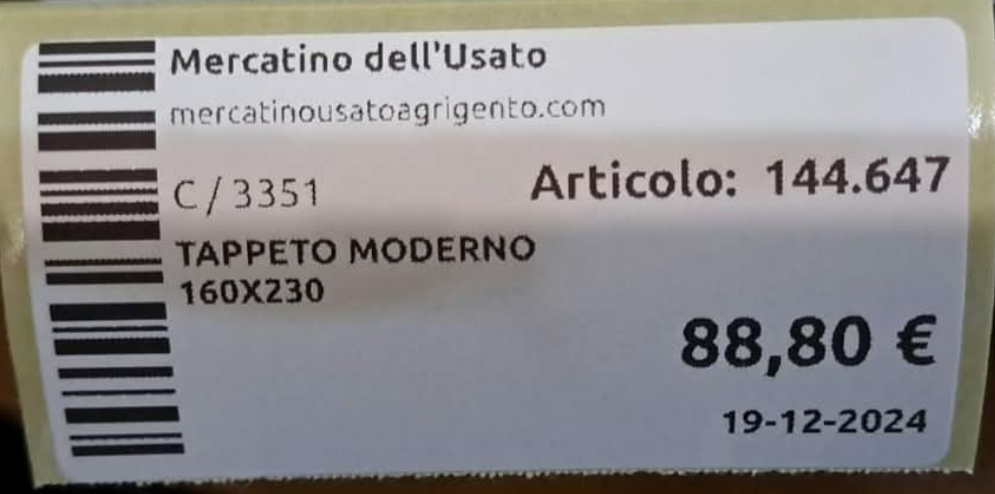 Mercatino dell'Usato
mercatinousatoagrigento.com
C/3351
Articolo: 144.647
TAPPETO MODERNO
160X230
88,80 €
19-12-2024